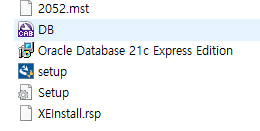 2052.mst
DB
Oracle Database 21c Express Edition
setup
Setup
XEInstall.rsp